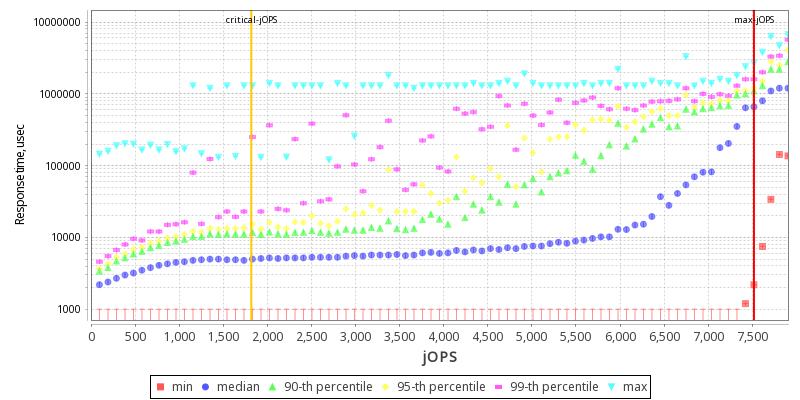 critical-jOPS max-jOPS
10000000
1000000
100000
10000
1000
Response time, usec
0 500 1,000 1,500 2,000 2,500 3,000 3,500 4,000 4,500 5,000 5,500 6,000 6,500 7,000 7,500
jOPS
min median 90-th percentile 95-th percentile 99-th percentile max